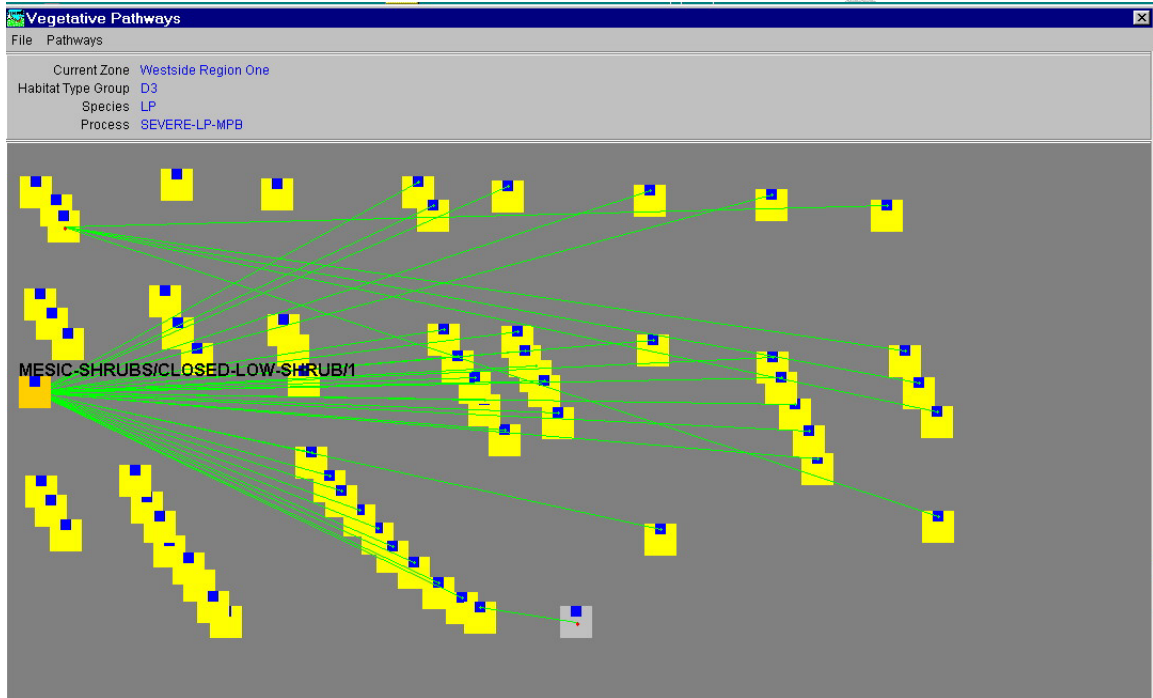 Vegetative Pathways
File Pathways
Current Zone Westside Region One
Habitat Type Group D3
Species LP
Process SEVERE-LP-MPB
MESIC-SHRUBS/CLOSED-LOW-SHRUB/1